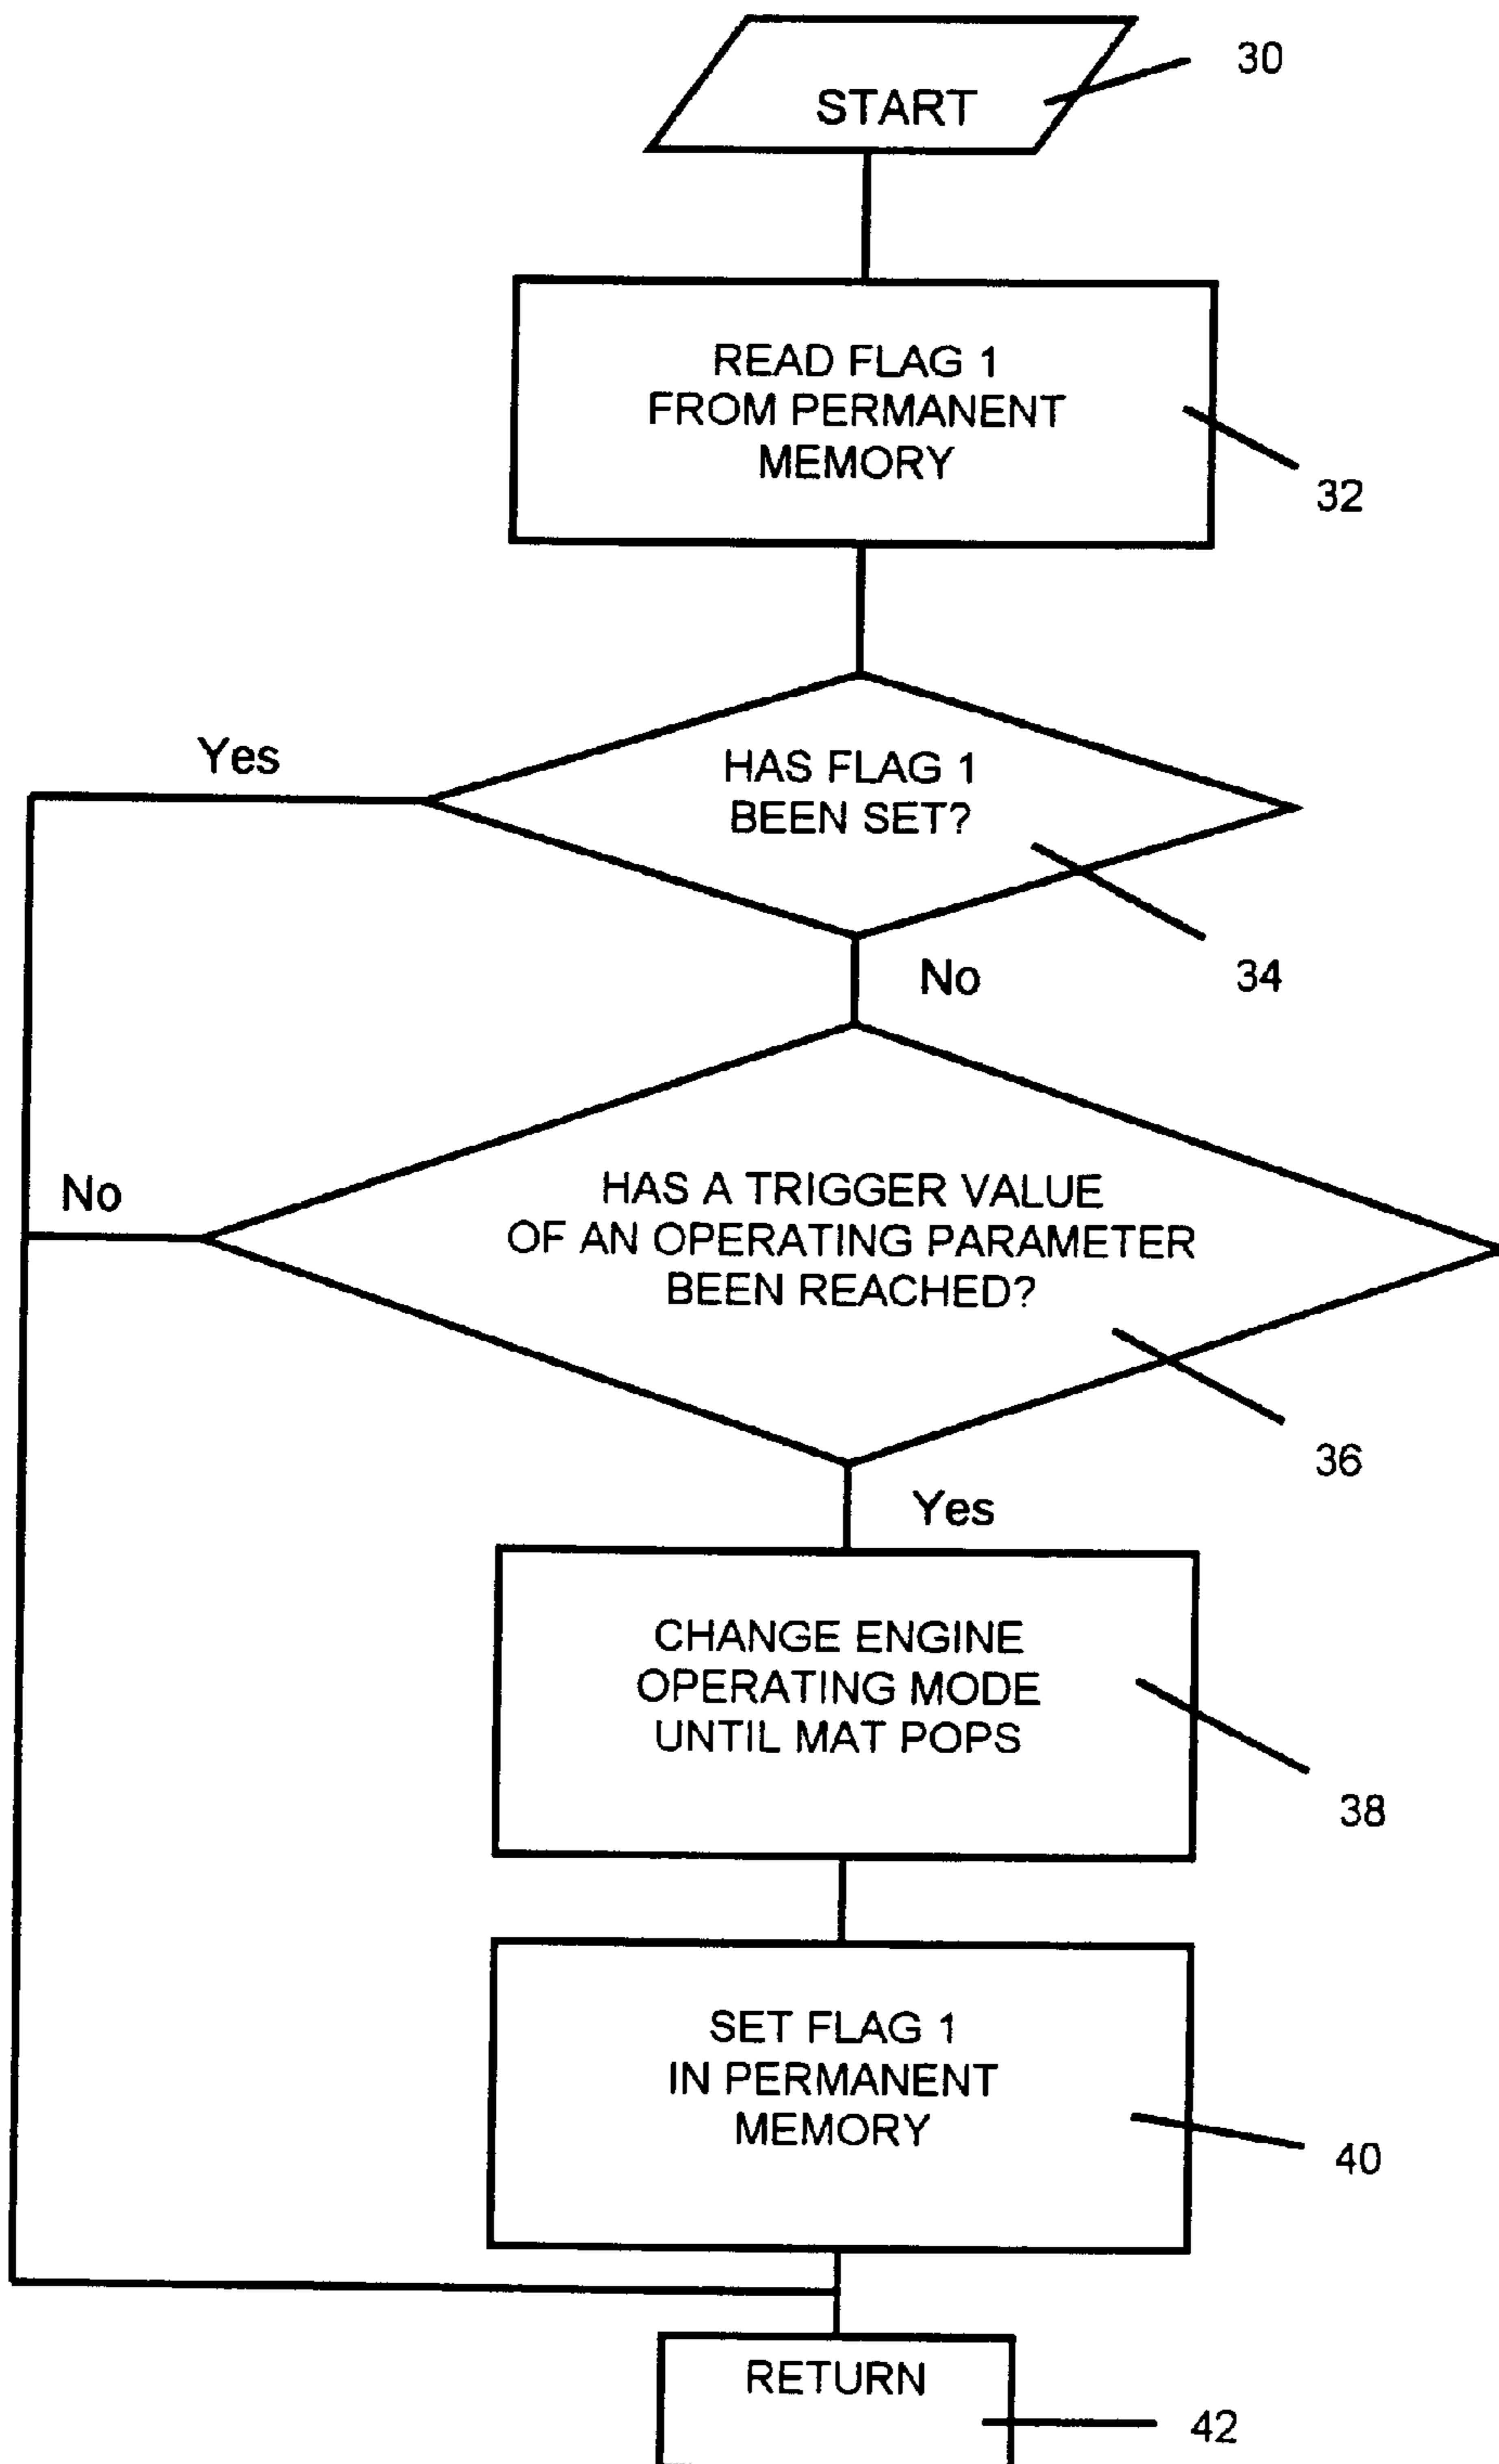 START
30
READ FLAG 1
FROM PERMANENT
MEMORY
32
Yes
HAS FLAG 1
BEEN SET?
No
34
No
HAS A TRIGGER VALUE
OF AN OPERATING PARAMETER
BEEN REACHED?
36
Yes
CHANGE ENGINE
OPERATING MODE
UNTIL MAT POPS
38
SET FLAG 1
IN PERMANENT
MEMORY
40
RETURN
42